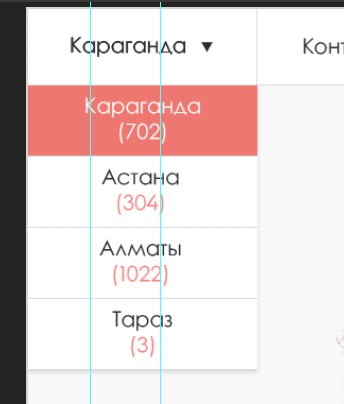 Караганда ▼ Конт
Караганда
(702)
Астана
(304)
Алматы
(1022)
Тараз
(3)